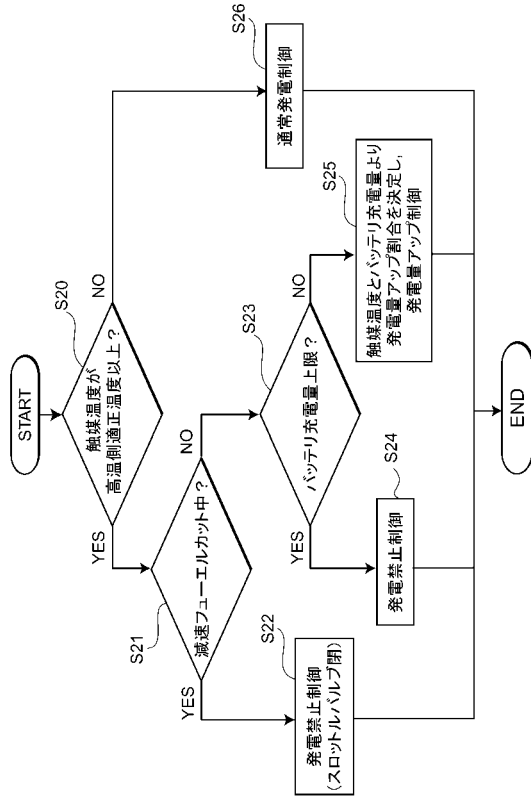 START
S20
触媒温度が
高温側適正温度以上？
YES
NO
S21
減速フューエルカット中？
YES
NO
S22
発電禁止制御
(スロットルバルブ閉)
S23
バッテリ充電量上限？
YES
NO
S24
発電禁止制御
S25
触媒温度とバッテリ充電量より
発電量アップ割合を決定し，
発電量アップ制御
S26
通常発電制御
END